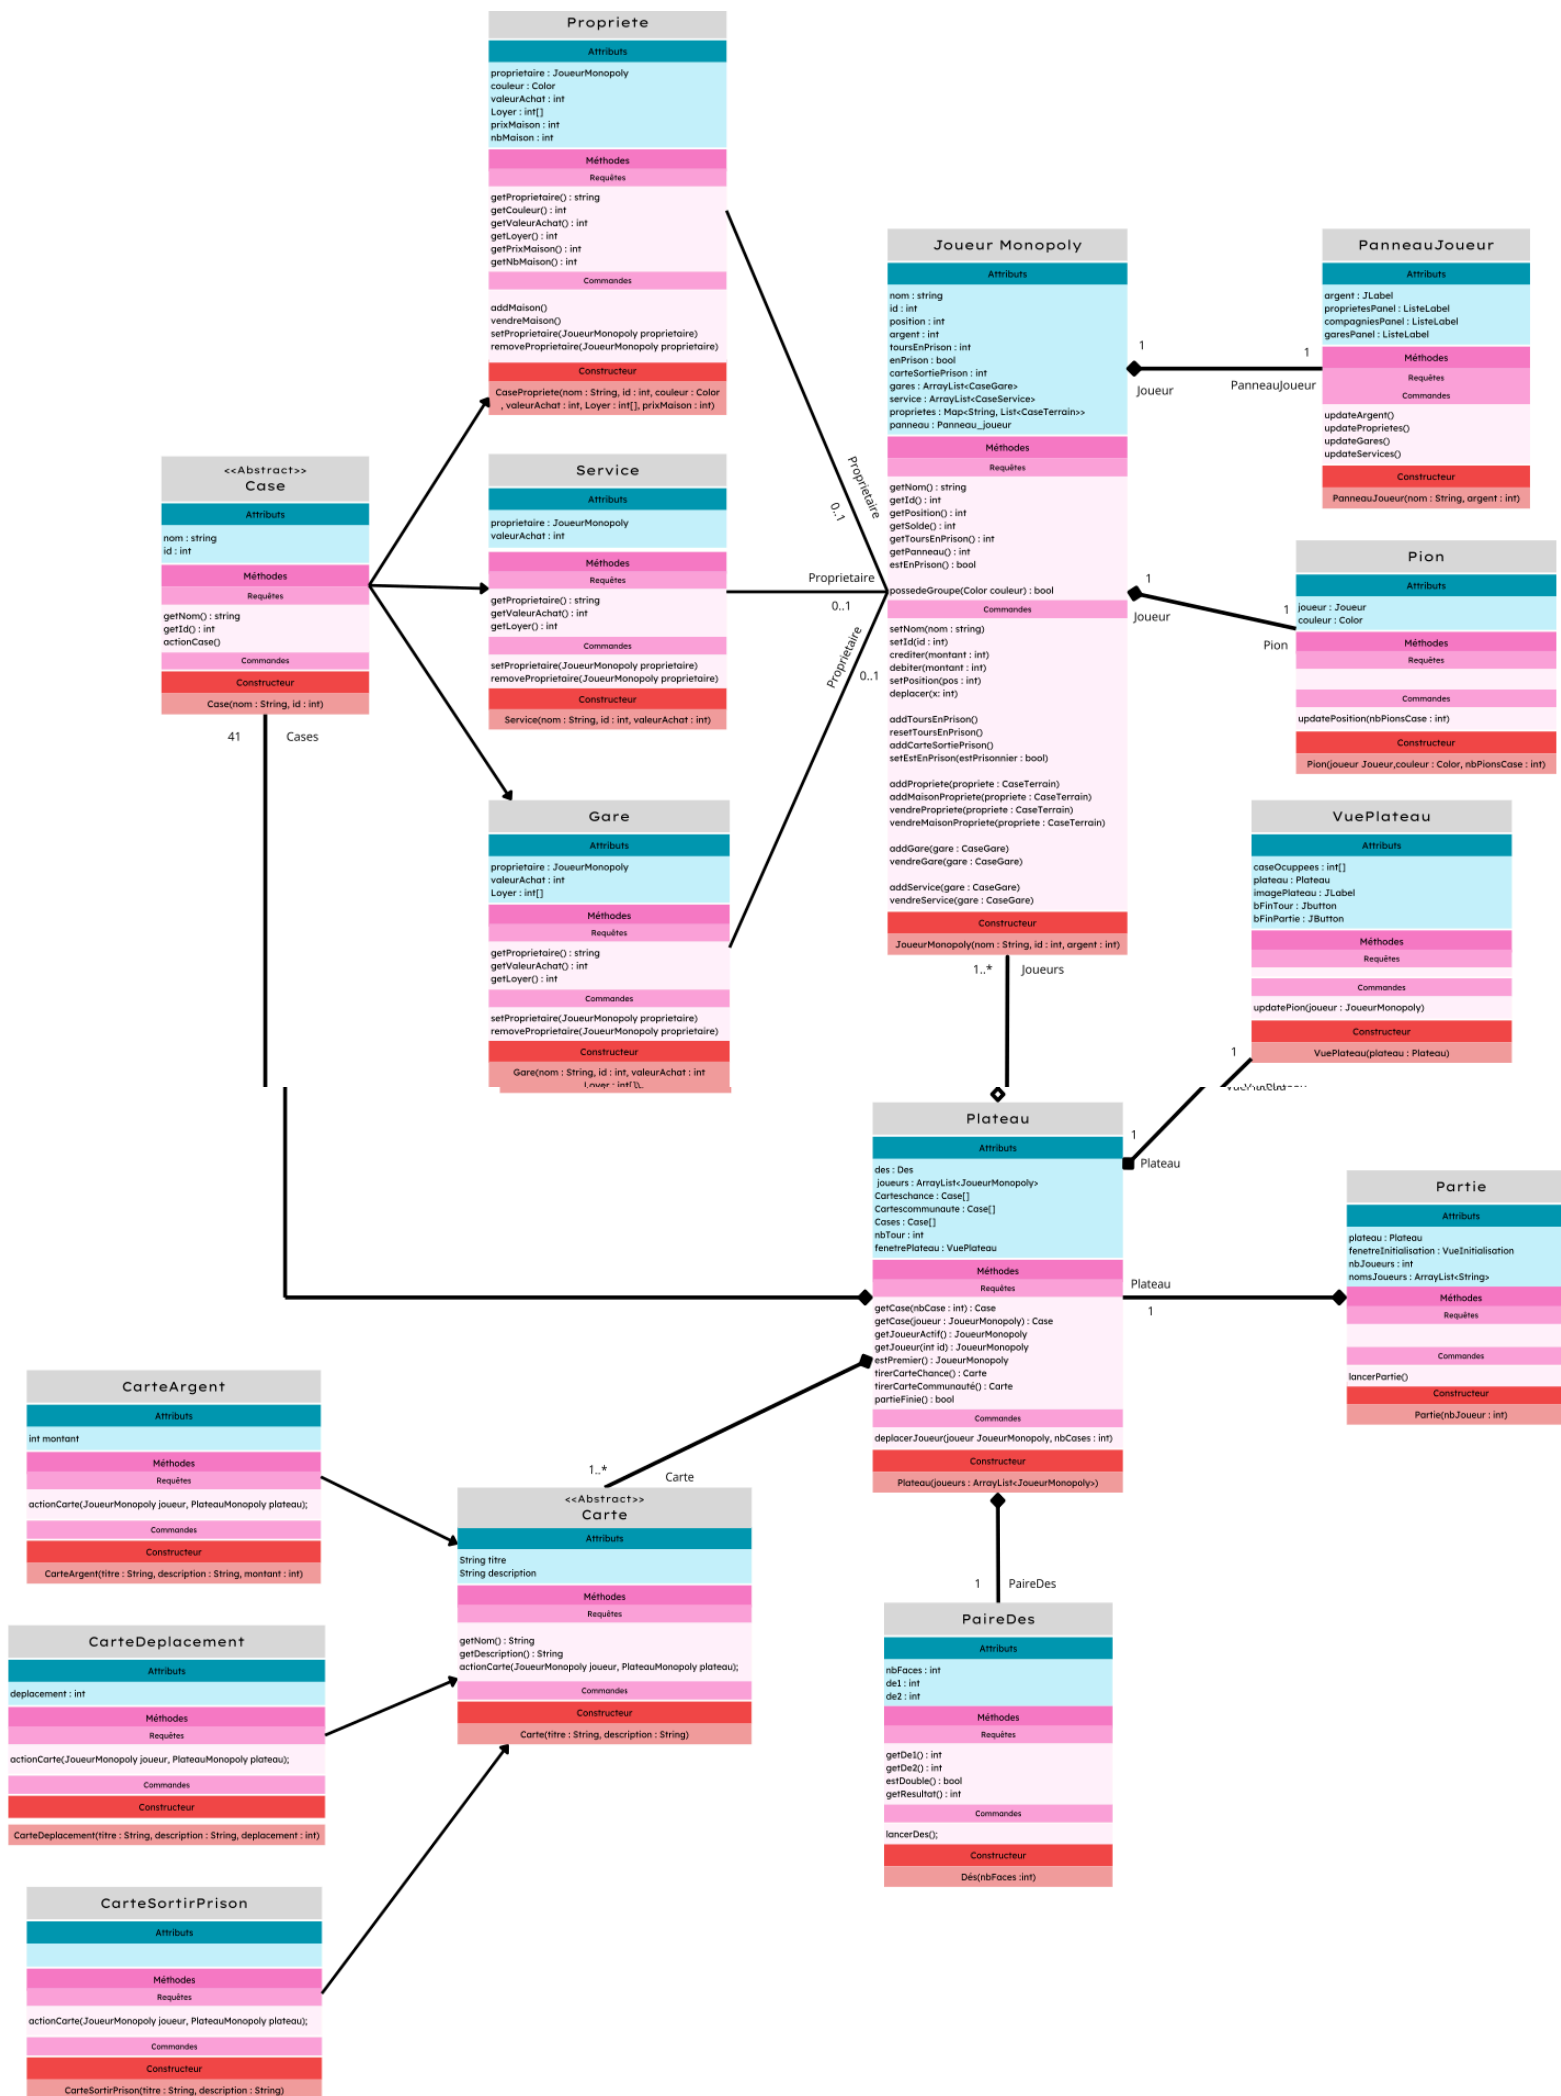 Propriete
Attributs
proprietaire : JoueurMonopoly
couleur : Color
valeurAchat : int
Loyer : int[]
prixMaison : int
nbMaison : int
Méthodes
Requêtes
getProprietaire() : string
getCouleur() : int
getValeurAchat() : int
getLoyer() : int
getPrixMaison() : int
getNbMaison() : int
Commandes
addMaison()
vendreMaison()
setProprietaire(JoueurMonopoly proprietaire)
removeProprietaire(JoueurMonopoly proprietaire)
Constructeur
CasePropriete(nom : String, id : int, couleur : Color
, valeurAchat : int, Loyer : int[], prixMaison : int)
<<Abstract>>
Case
Attributs
nom : string
id : int
Méthodes
Requêtes
getNom() : string
getId() : int
actionCase()
Commandes
Constructeur
Case(nom : String, id : int)
41
Cases
Service
Attributs
proprietaire : JoueurMonopoly
valeurAchat : int
Méthodes
Requêtes
getProprietaire() : string
getValeurAchat() : int
getLoyer() : int
Commandes
setProprietaire(JoueurMonopoly proprietaire)
removeProprietaire(JoueurMonopoly proprietaire)
Constructeur
Service(nom : String, id : int, valeurAchat : int)
Gare
Attributs
proprietaire : JoueurMonopoly
valeurAchat : int
Loyer : int[]
Méthodes
Requêtes
getProprietaire() : string
getValeurAchat() : int
getLoyer() : int
Commandes
setProprietaire(JoueurMonopoly proprietaire)
removeProprietaire(JoueurMonopoly proprietaire)
Constructeur
Gare(nom : String, id : int, valeurAchat : int
Loyer : int[])
Proprietaire
0..1
Proprietaire
0..1
Proprietaire
0..1
Joueur Monopoly
Attributs
nom : string
id : int
position : int
argent : int
toursEnPrison : int
enPrison : bool
carteSortiePrison : int
gares : ArrayList<CaseGare>
service : ArrayList<CaseService>
proprietes : Map<String, List<CaseTerrain>>
panneau : Panneau_joueur
Méthodes
Requêtes
getNom() : string
getId() : int
getPosition() : int
getSolde() : int
getToursEnPrison() : int
getPanneau() : int
estEnPrison() : bool
possedeGroupe(Color couleur) : bool
Commandes
setNom(nom : string)
setId(id : int)
crediter(montant : int)
debiter(montant : int)
setPosition(pos : int)
deplacer(x: int)
addToursEnPrison()
resetToursEnPrison()
addCarteSortiePrison()
setEstEnPrison(estPrisonnier : bool)
addPropriete(propriete : CaseTerrain)
addMaisonPropriete(propriete : CaseTerrain)
vendrePropriete(propriete : CaseTerrain)
vendreMaisonPropriete(propriete : CaseTerrain)
addGare(gare : CaseGare)
vendreGare(gare : CaseGare)
addService(gare : CaseGare)
vendreService(gare : CaseGare)
Constructeur
JoueurMonopoly(nom : String, id : int, argent : int)
1..*
Joueurs
1
1
Joueur
PanneauJoueur
PanneauJoueur
Attributs
argent : JLabel
proprietesPanel : ListeLabel
compagniesPanel : ListeLabel
garesPanel : ListeLabel
Méthodes
Requêtes
Commandes
updateArgent()
updateProprietes()
updateGares()
updateServices()
Constructeur
PanneauJoueur(nom : String, argent : int)
1
1
Joueur
Pion
Pion
Attributs
joueur : Joueur
couleur : Color
Méthodes
Requêtes
Commandes
updatePosition(nbPionsCase : int)
Constructeur
Pion(joueur Joueur,couleur : Color, nbPionsCase : int)
VuePlateau
Attributs
caseOcuppees : int[]
plateau : Plateau
imagePlateau : JLabel
bFinTour : Jbutton
bFinPartie : JButton
Méthodes
Requêtes
Commandes
updatePion(joueur : JoueurMonopoly)
Constructeur
VuePlateau(plateau : Plateau)
1
1
Plateau
Plateau
Attributs
des : Des
joueurs : ArrayList<JoueurMonopoly>
Carteschance : Case[]
Cartescommunaute : Case[]
Cases : Case[]
nbTour : int
fenetrePlateau : VuePlateau
Méthodes
Requêtes
getCase(nbCase : int) : Case
getCase(joueur : JoueurMonopoly) : Case
getJoueurActif() : JoueurMonopoly
getJoueur(int id) : JoueurMonopoly
estPremier() : JoueurMonopoly
tirerCarteChance() : Carte
tirerCarteCommunauté() : Carte
partieFinie() : bool
Commandes
deplacerJoueur(joueur JoueurMonopoly, nbCases : int)
Constructeur
Plateau(joueurs : ArrayList<JoueurMonopoly>)
Plateau
1
Partie
Attributs
plateau : Plateau
fenetreInitialisation : VueInitialisation
nbJoueurs : int
nomsJoueurs : ArrayList<String>
Méthodes
Requêtes
Commandes
lancerPartie()
Constructeur
Partie(nbJoueur : int)
CarteArgent
Attributs
int montant
Méthodes
Requêtes
actionCarte(JoueurMonopoly joueur, PlateauMonopoly plateau);
Commandes
Constructeur
CarteArgent(titre : String, description : String, montant : int)
1..*
Carte
<<Abstract>>
Carte
Attributs
String titre
String description
Méthodes
Requêtes
getNom() : String
getDescription() : String
actionCarte(JoueurMonopoly joueur, PlateauMonopoly plateau);
Commandes
Constructeur
Carte(titre : String, description : String)
1
PaireDes
PaireDes
Attributs
nbFaces : int
de1 : int
de2 : int
Méthodes
Requêtes
getDe1() : int
getDe2() : int
estDouble() : bool
getResultat() : int
Commandes
lancerDes();
Constructeur
Dés(nbFaces :int)
CarteDeplacement
Attributs
deplacement : int
Méthodes
Requêtes
actionCarte(JoueurMonopoly joueur, PlateauMonopoly plateau);
Commandes
Constructeur
CarteDeplacement(titre : String, description : String, deplacement : int)
CarteSortirPrison
Attributs
Méthodes
Requêtes
actionCarte(JoueurMonopoly joueur, PlateauMonopoly plateau);
Commandes
Constructeur
CarteSortirPrison(titre : String, description : String)